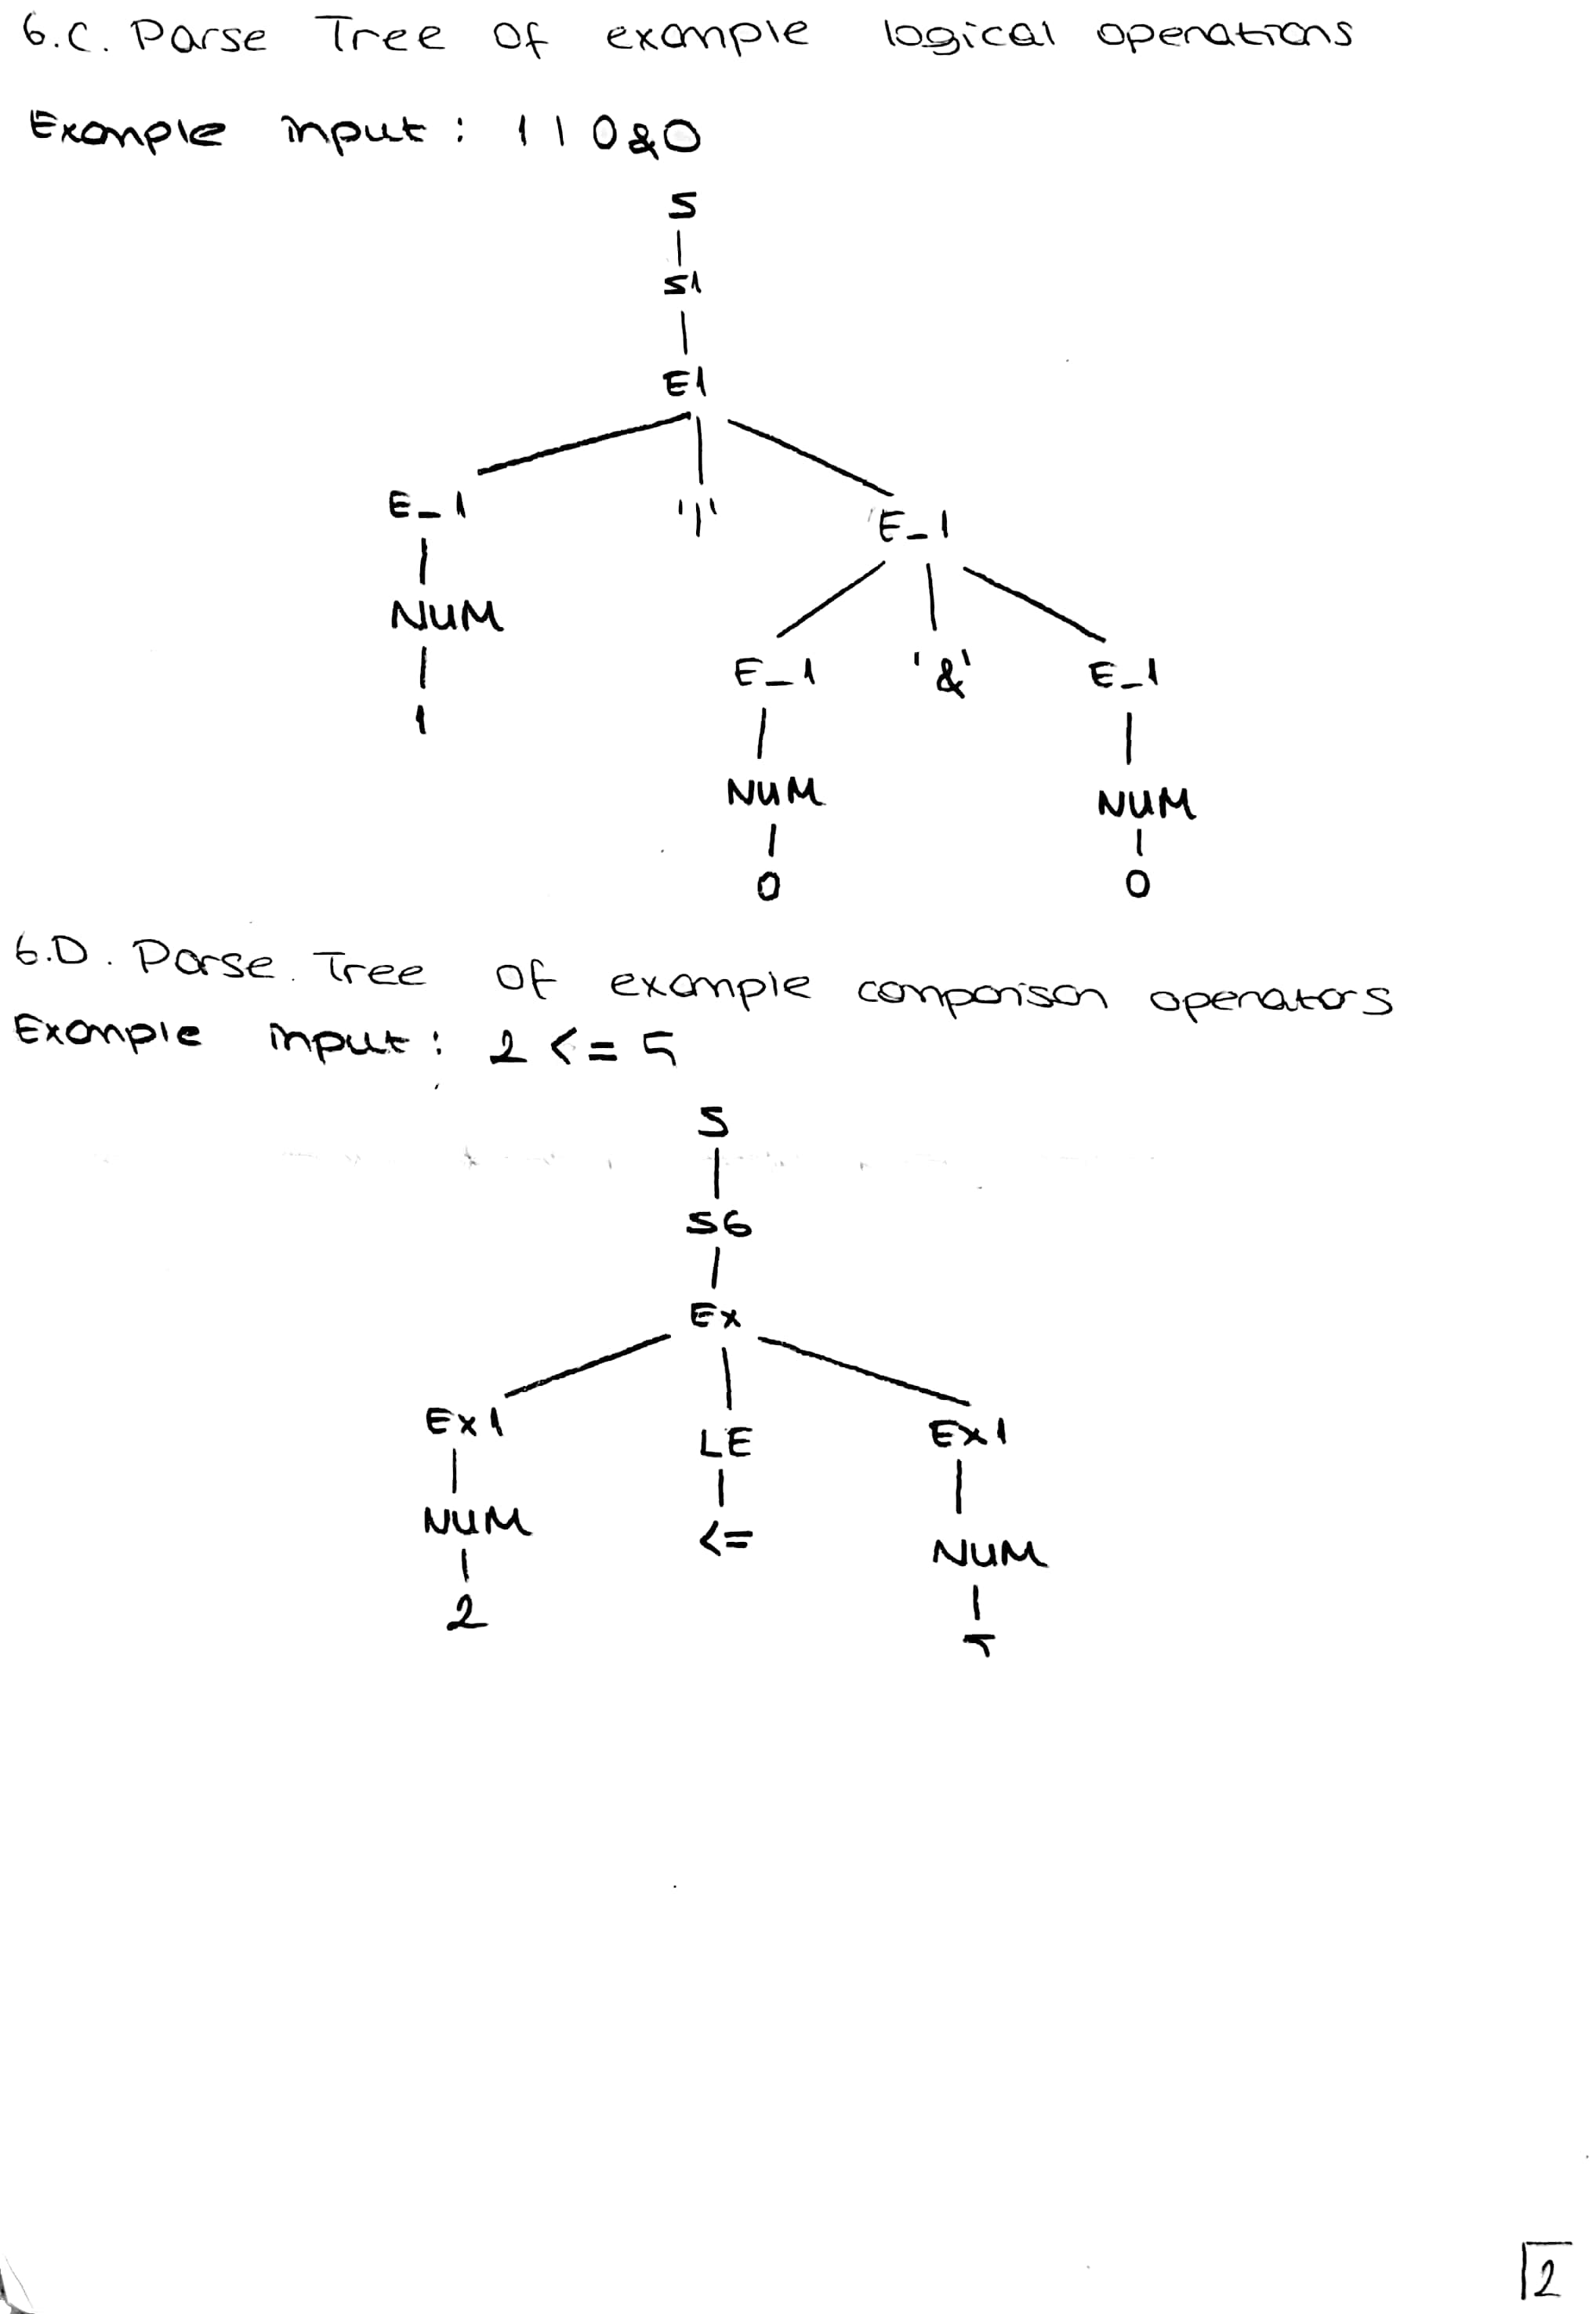 6.C. Parse Tree of example logical operations
Example input: 1|0&0
S
S1
E1
E_1 '|' E_1
NUM E_1 '&' E_1
1 NUM NUM
0 0
6.D. Parse Tree of example comparison operators
Example input: 2 <= 5
S
S6
Ex
Ex1 LE Ex1
NUM <= NUM
2 5
2